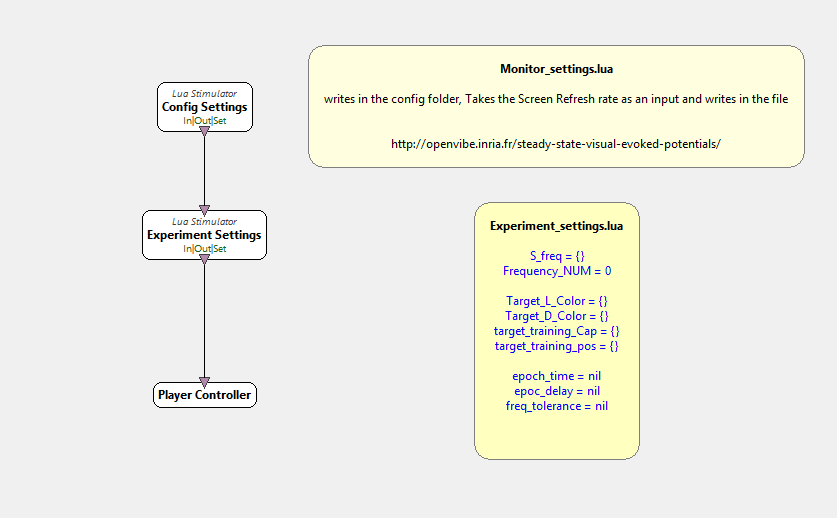 Lua Stimulator
Config Settings
In|Out|Set
Lua Stimulator
Experiment Settings
In|Out|Set
Player Controller
Monitor_settings.lua
writes in the config folder, Takes the Screen Refresh rate as an input and writes in the file
http://openvibe.inria.fr/steady-state-visual-evoked-potentials/
Experiment_settings.lua
S_freq = {}
Frequency_NUM = 0
Target_L_Color = {}
Target_D_Color = {}
target_training_Cap = {}
target_training_pos = {}
epoch_time = nil
epoc_delay = nil
freq_tolerance = nil